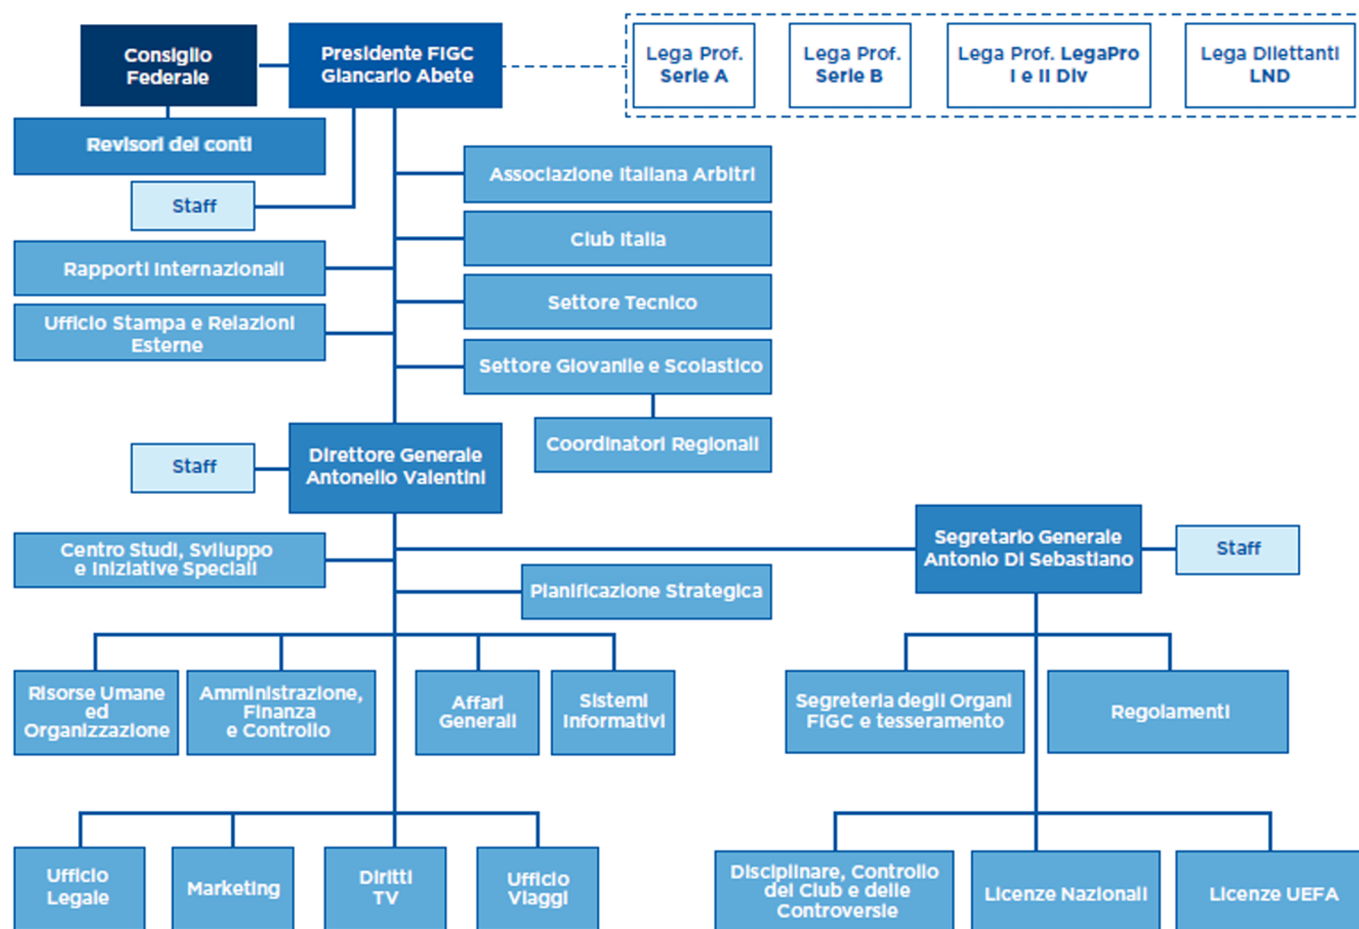 Consiglio
Federale
Presidente FIGC
Giancarlo Abete
Lega Prof.
Serie A
Lega Prof.
Serie B
Lega Prof. LegaPro
I e II Div
Lega Dilettanti
LND
Revisori dei conti
Staff
Associazione Italiana Arbitri
Club Italia
Rapporti Internazionali
Settore Tecnico
Ufficio Stampa e Relazioni
Esterne
Settore Giovanile e Scolastico
Coordinatori Regionali
Direttore Generale
Antonello Valentini
Staff
Segretario Generale
Antonio Di Sebastiano
Staff
Centro Studi, Sviluppo
e Iniziative Speciali
Pianificazione Strategica
Risorse Umane
ed
Organizzazione
Amministrazione,
Finanza
e Controllo
Affari
Generali
Sistemi
Informativi
Segreteria degli Organi
FIGC e tesseramento
Regolamenti
Ufficio
Legale
Marketing
Diritti
TV
Ufficio
Viaggi
Disciplinare, Controllo
dei Club e delle
Controversie
Licenze Nazionali
Licenze UEFA